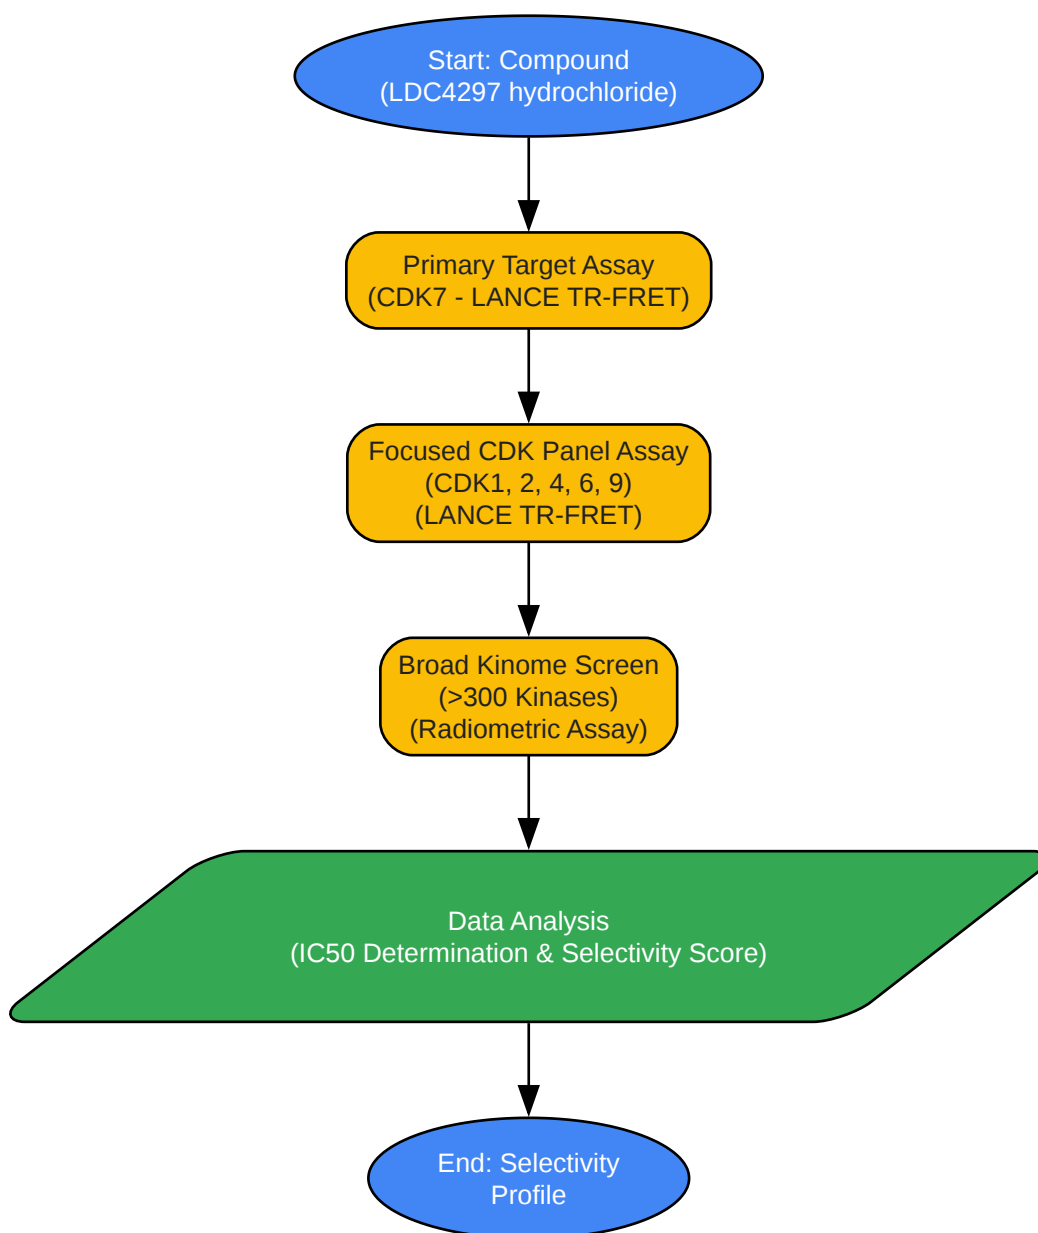 Start: Compound
(LDC4297 hydrochloride)
Primary Target Assay
(CDK7 - LANCE TR-FRET)
Focused CDK Panel Assay
(CDK1, 2, 4, 6, 9)
(LANCE TR-FRET)
Broad Kinome Screen
(>300 Kinases)
(Radiometric Assay)
Data Analysis
(IC50 Determination & Selectivity Score)
End: Selectivity
Profile